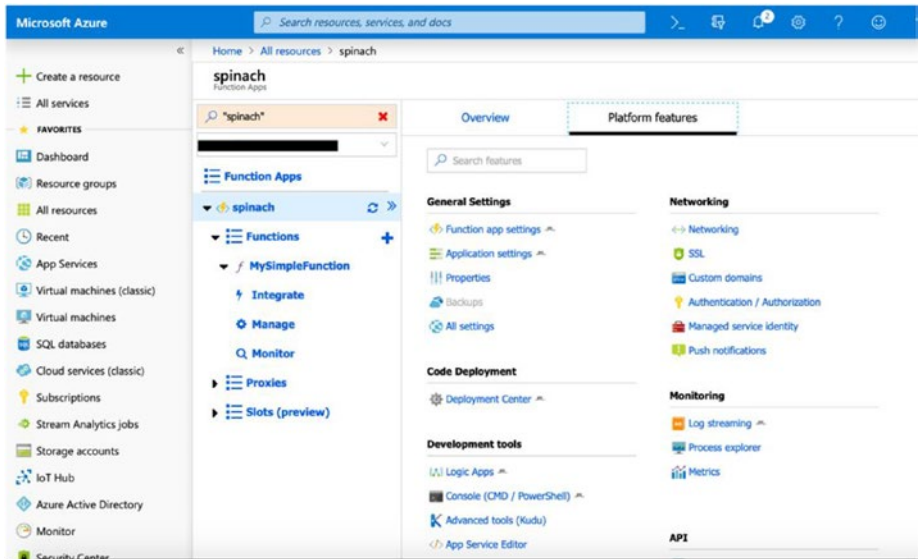 Microsoft Azure
Search resources, services, and docs
2
Home > All resources > spinach
Create a resource
All services
FAVORITES
Dashboard
Resource groups
All resources
Recent
App Services
Virtual machines (classic)
Virtual machines
SQL databases
Cloud services (classic)
Subscriptions
Stream Analytics jobs
Storage accounts
IoT Hub
Azure Active Directory
Monitor
Security Center
spinach
Function Apps
"spinach"
Function Apps
spinach
Functions
MySimpleFunction
Integrate
Manage
Monitor
Proxies
Slots (preview)
Overview
Platform features
Search features
General Settings
Function app settings
Application settings
Properties
Backups
All settings
Code Deployment
Deployment Center
Development tools
Logic Apps
Console (CMD / PowerShell)
Advanced tools (Kudu)
App Service Editor
Networking
Networking
SSL
Custom domains
Authentication / Authorization
Managed service identity
Push notifications
Monitoring
Log streaming
Process explorer
Metrics
API